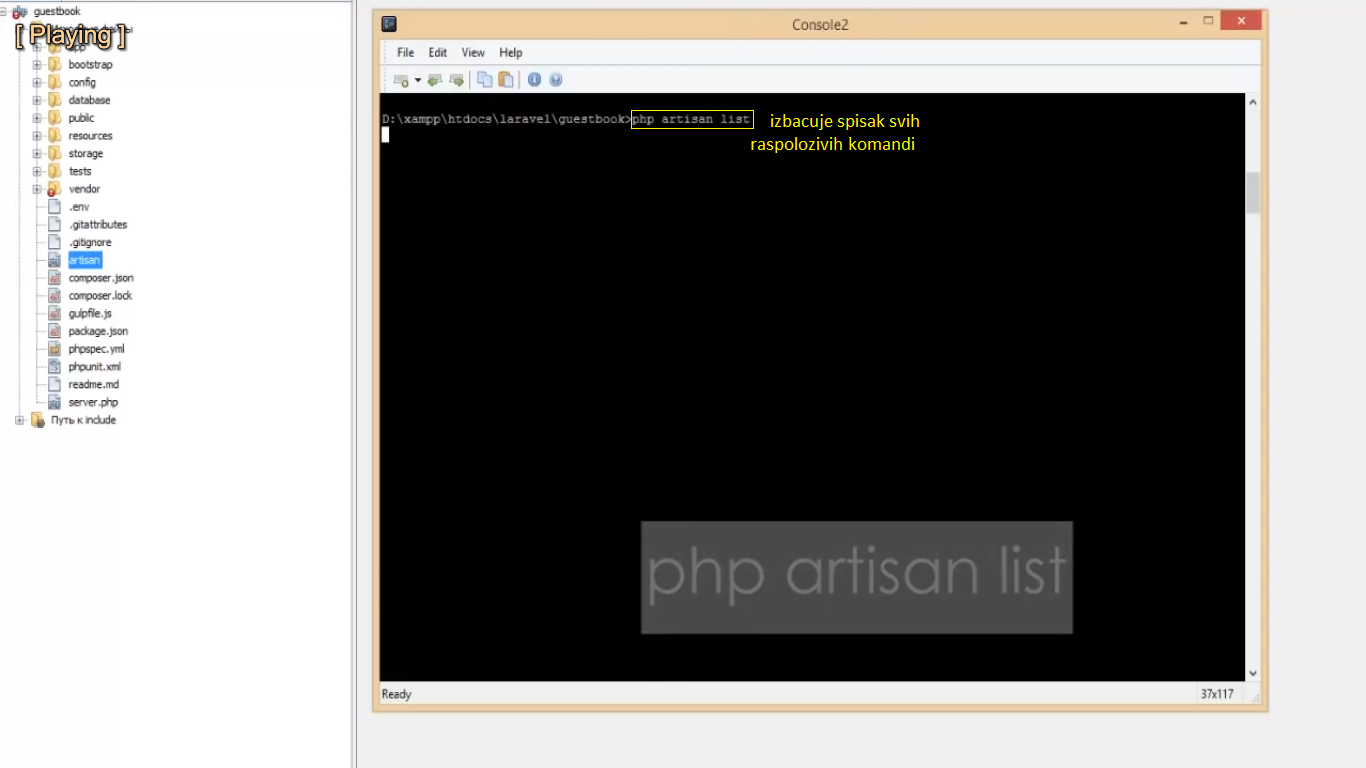 guestbook
[ Playing ]
app
bootstrap
config
database
public
resources
storage
tests
vendor
.env
.gitattributes
.gitignore
artisan
composer.json
composer.lock
gulpfile.js
package.json
phpspec.yml
phpunit.xml
readme.md
server.php
Путь к include
Console2
File Edit View Help
D:\xampp\htdocs\laravel\guestbook>php artisan list
izbacuje spisak svih
raspolozivih komandi
php artisan list
Ready
37x117